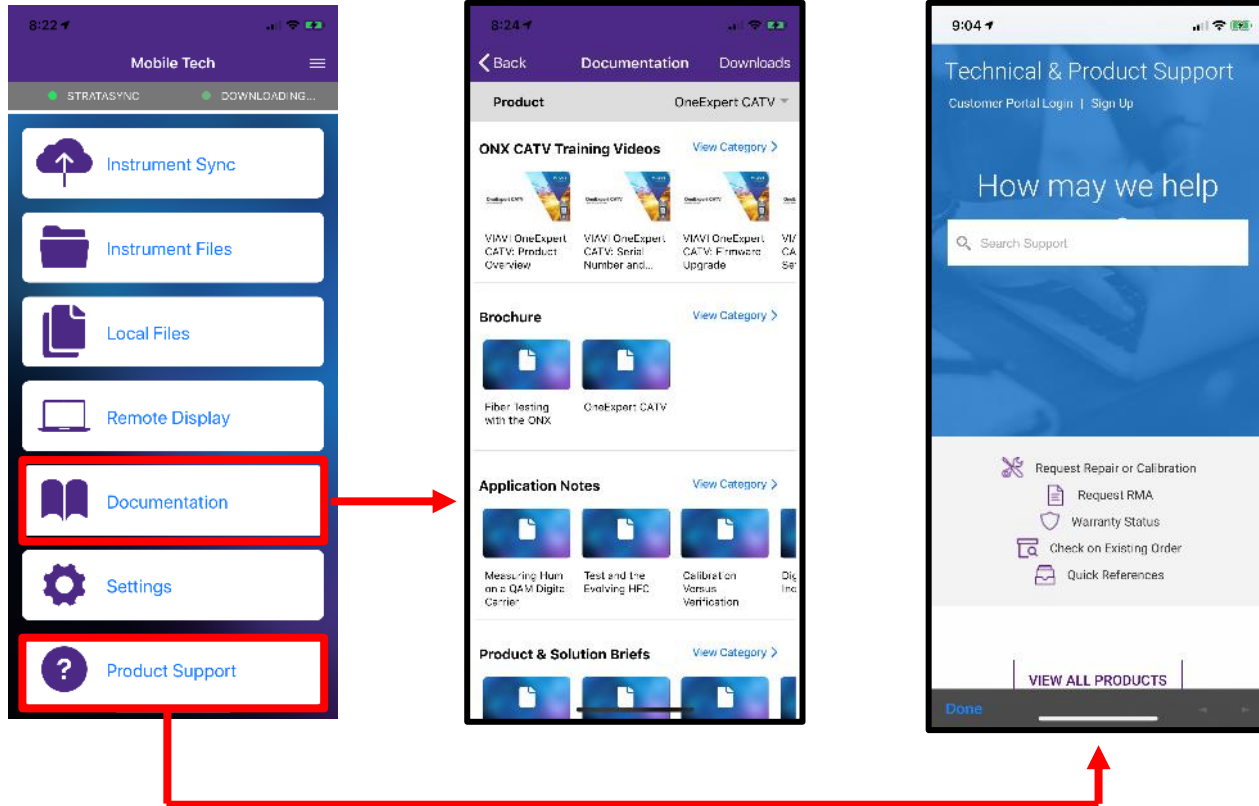 8:22
Mobile Tech
STRATASYNC
DOWNLOADING...
Instrument Sync
Instrument Files
Local Files
Remote Display
Documentation
Settings
?
Product Support
8:24
Back
Documentation
Downloads
Product
OneExpert CATV
ONX CATV Training Videos
View Category
VIAVI OneExpert
CATV: Product
Overview
VIAVI OneExpert
CATV: Serial
Number and...
VIAVI OneExpert
CATV: Firmware
Upgrade
Brochure
View Category
Fiber Testing
with the ONX
OneExpert CATV
Application Notes
View Category
Measuring Hum
on a QAM Digital
Carrier
Test and the
Evolving HFC
Calibration
Versus
Verification
Product & Solution Briefs
View Category
9:04
Technical & Product Support
Customer Portal Login | Sign Up
How may we help
Search Support
Request Repair or Calibration
Request RMA
Warranty Status
Check on Existing Order
Quick References
VIEW ALL PRODUCTS
Done